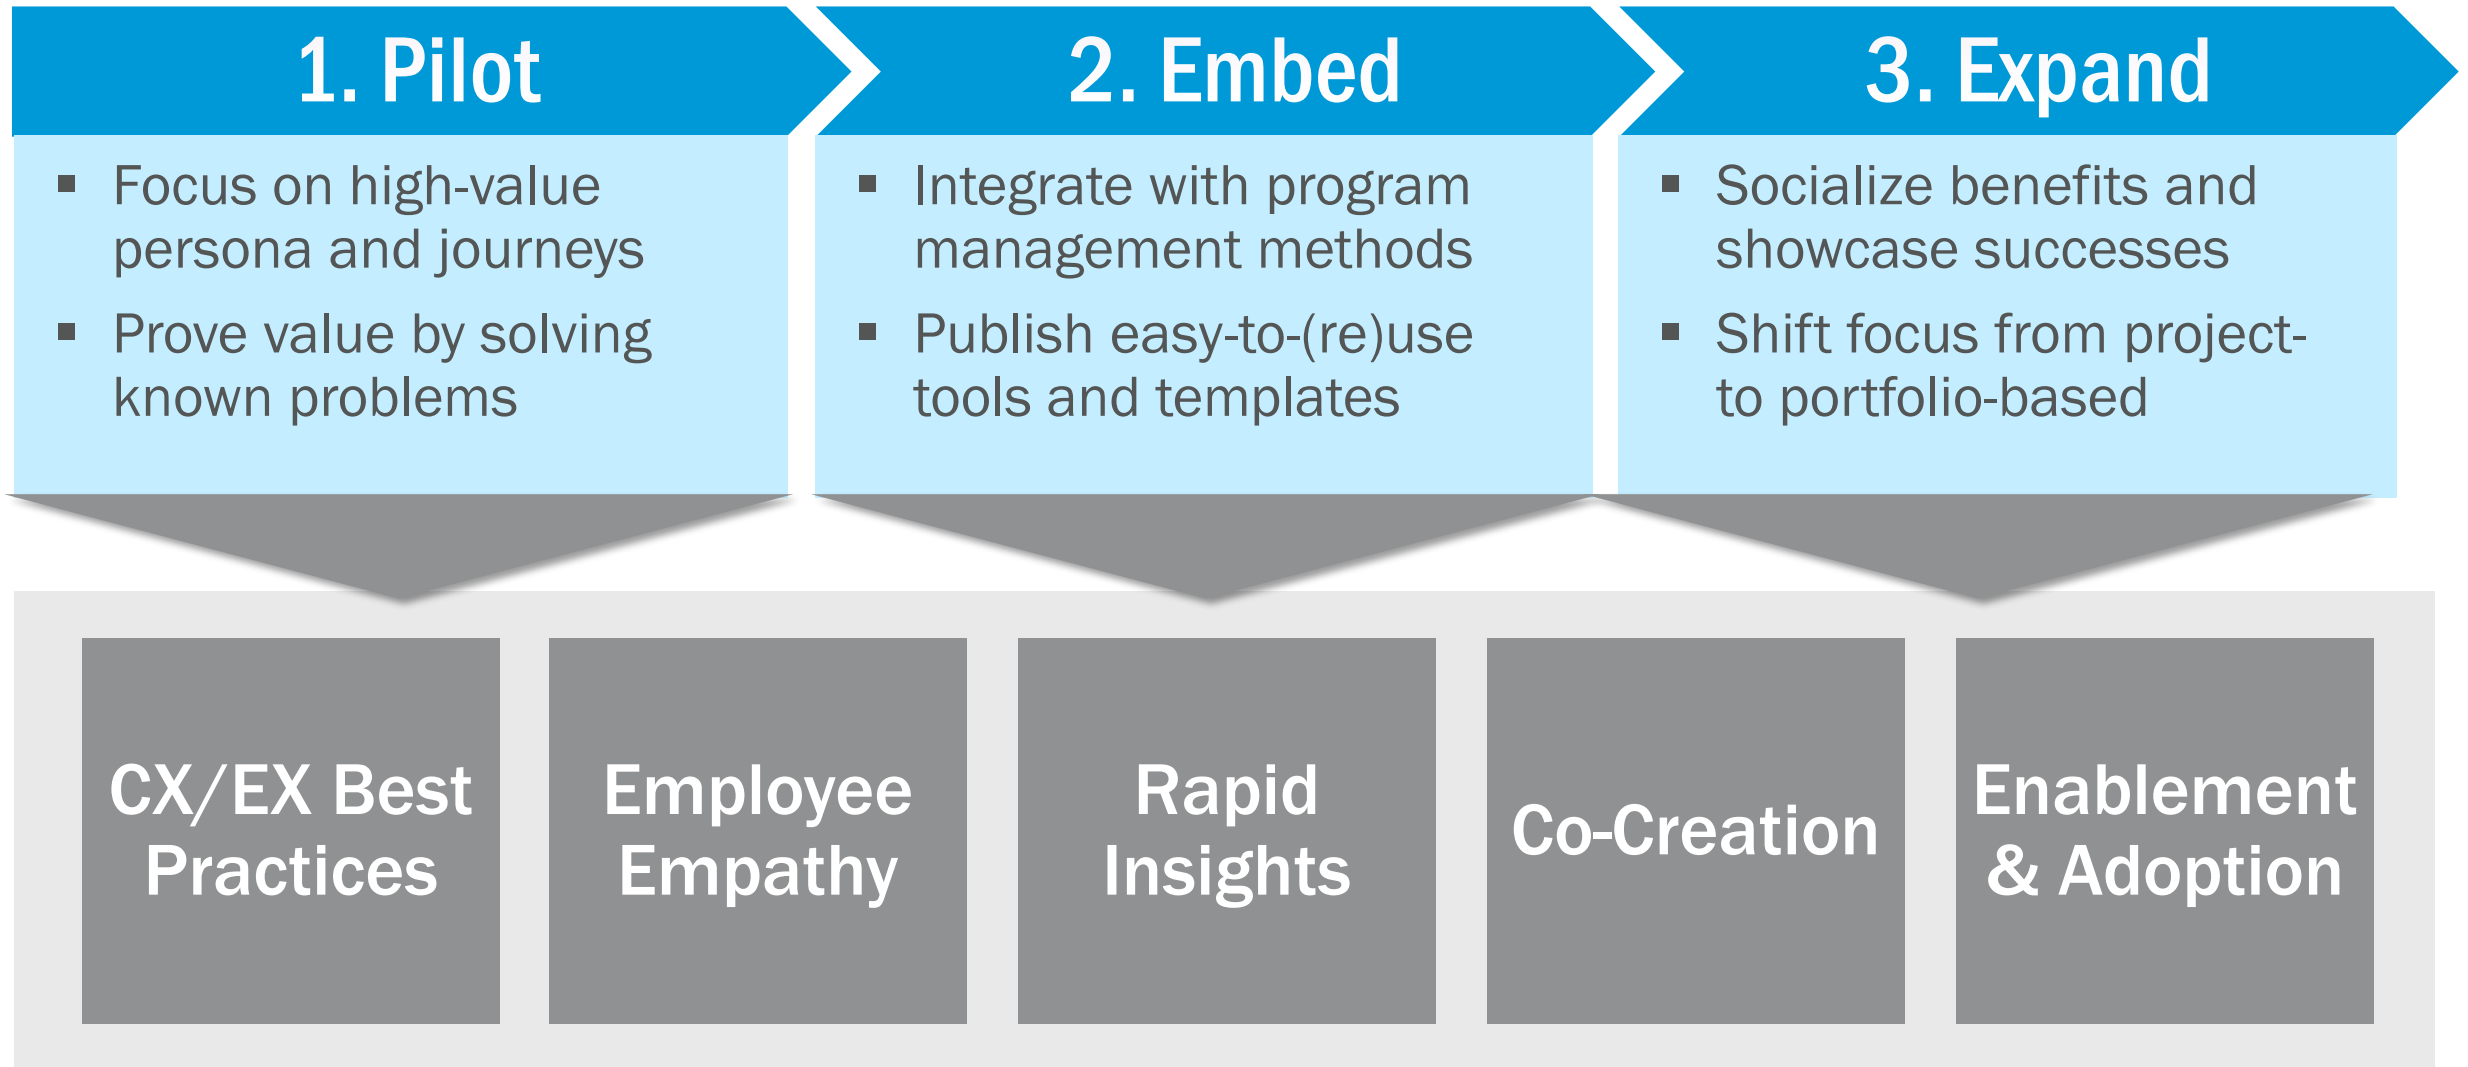 1. Pilot
2. Embed
3. Expand
▪ Focus on high-value
persona and journeys
▪ Prove value by solving
known problems
▪ Integrate with program
management methods
▪ Publish easy-to-(re)use
tools and templates
▪ Socialize benefits and
showcase successes
▪ Shift focus from project-
to portfolio-based
CX/EX Best
Practices
Employee
Empathy
Rapid
Insights
Co-Creation
Enablement
& Adoption